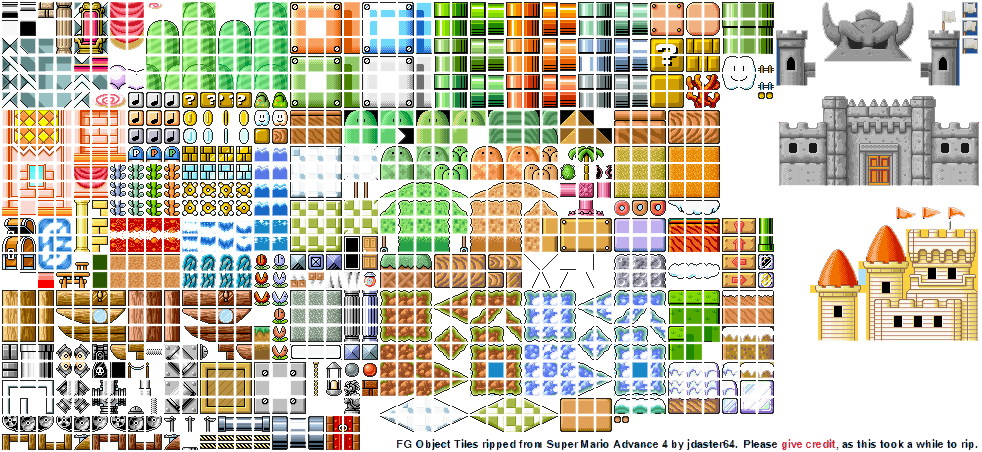 P P P P
FG Object Tiles ripped from Super Mario Advance 4 by jdaster64. Please give credit, as this took a while to rip.